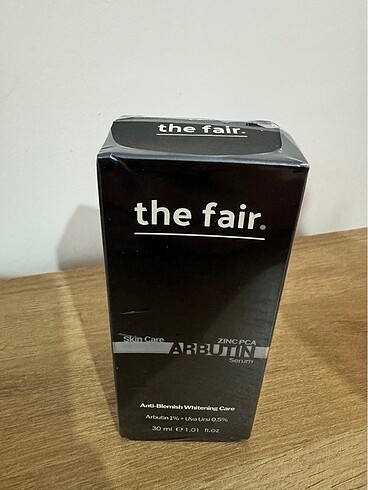 the fair.
the fair.
Skin Care ZINC PCA
ARBUTIN
Serum
Anti-Blemish Whitening Care
Arbutin 1% + Uva Ursi 0,5%
30 ml ℮ 1.01 fl.oz